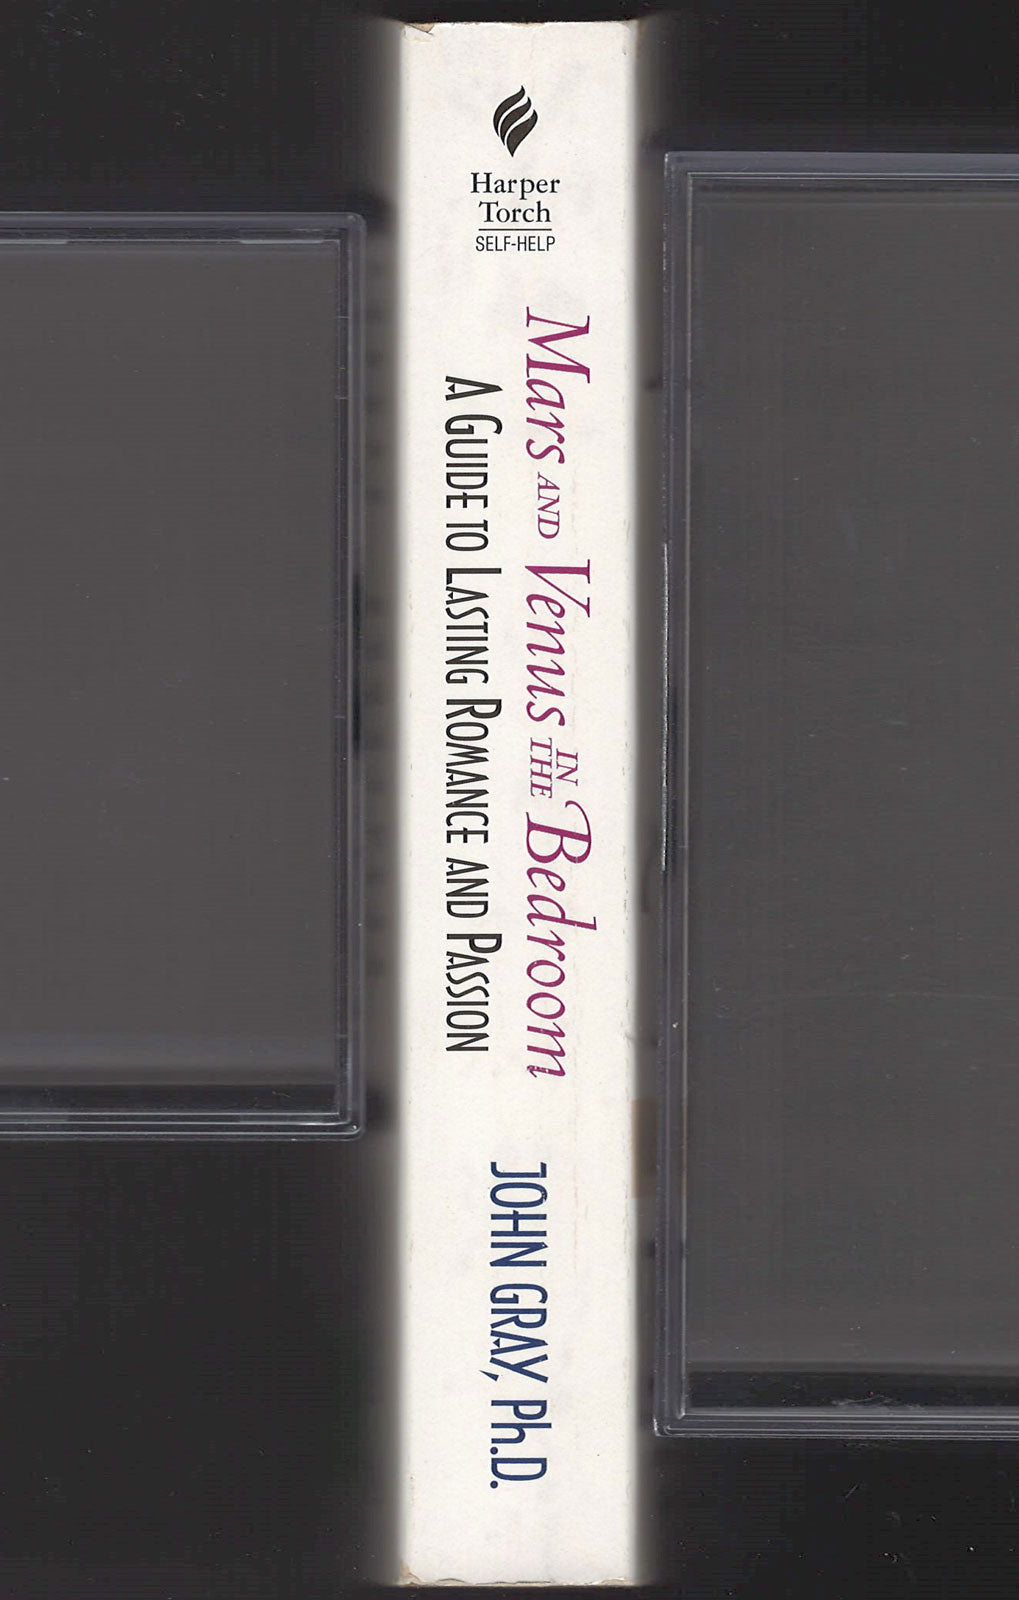 Harper
Torch
SELF-HELP
Mars AND Venus IN THE Bedroom
A GUIDE TO LASTING ROMANCE AND PASSION
JOHN GRAY, Ph.D.